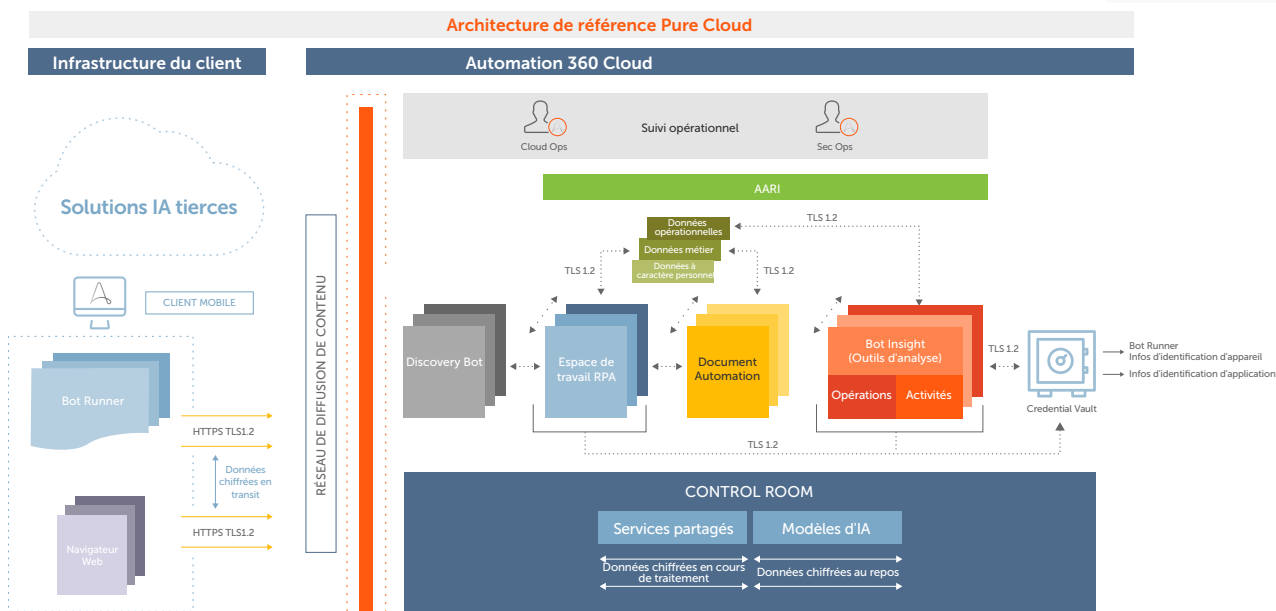 Architecture de référence Pure Cloud
Infrastructure du client
Automation 360 Cloud
Solutions IA tierces
CLIENT MOBILE
Bot Runner
HTTPS TLS1.2
Données
chiffrées en
transit
HTTPS TLS1.2
Navigateur
Web
RÉSEAU DE DIFFUSION DE CONTENU
Cloud Ops
Suivi opérationnel
Sec Ops
AARI
Données
opérationnelles
Données métier
Données à
caractère personnel
TLS 1.2
TLS 1.2
TLS 1.2
Discovery Bot
Espace de
travail RPA
Document
Automation
Bot Insight
(Outils d'analyse)
Opérations
Activités
TLS 1.2
Credential Vault
Bot Runner
Infos d'identification d'appareil
Infos d'identification d'application
TLS 1.2
CONTROL ROOM
Services partagés
Modèles d'IA
Données chiffrées en cours
de traitement
Données chiffrées au repos